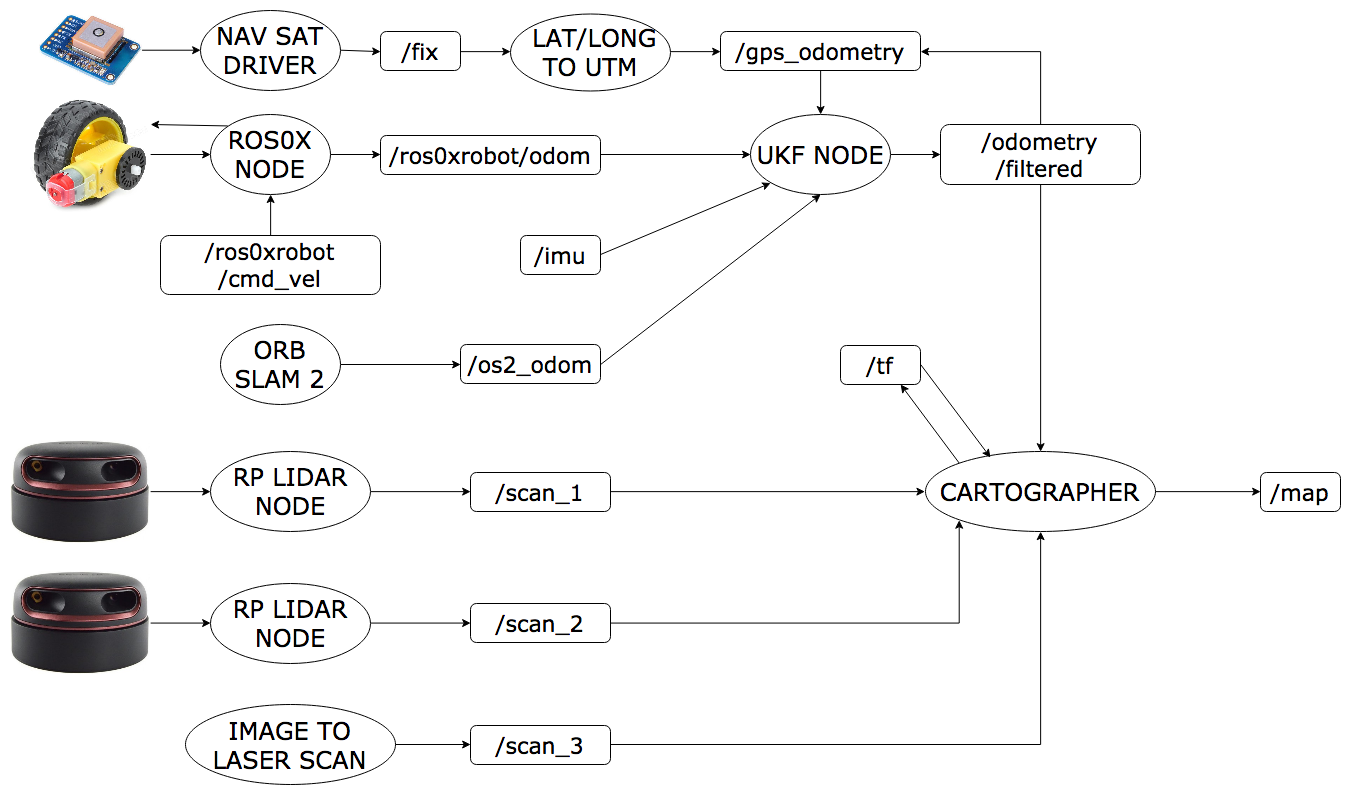 NAV SAT
DRIVER
/fix
LAT/LONG
TO UTM
/gps_odometry
ROS0X
NODE
/ros0xrobot/odom
UKF NODE
/odometry
/filtered
/ros0xrobot
/cmd_vel
/imu
ORB
SLAM 2
/os2_odom
/tf
RP LIDAR
NODE
/scan_1
CARTOGRAPHER
/map
RP LIDAR
NODE
/scan_2
IMAGE TO
LASER SCAN
/scan_3